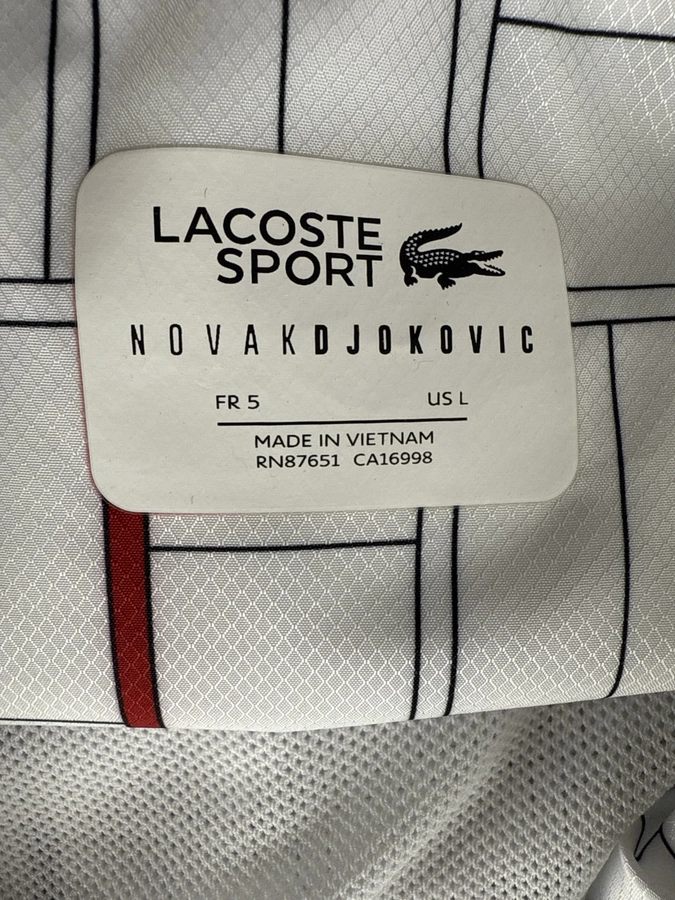 LACOSTE
SPORT
NOVAKDJOKOVIC
FR 5 US L
MADE IN VIETNAM
RN87651 CA16998